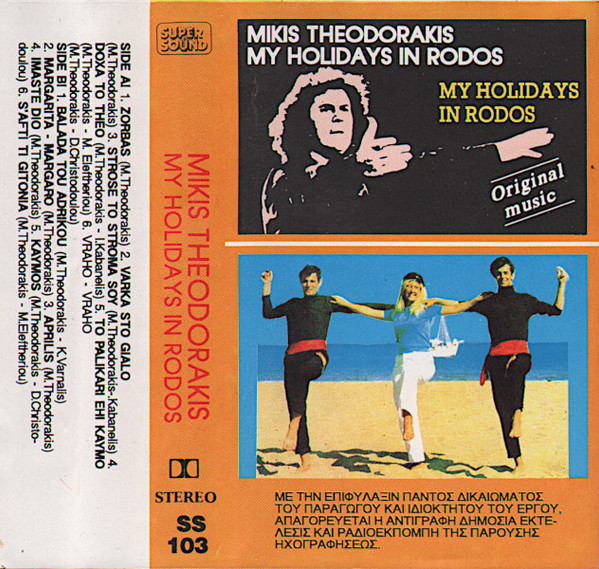 SIDE A| 1. ZORBAS (M.Theodorakis) 2. VARKA STO GIALO
(M.Theodorakis) 3. STROSE TO STROMA SOY (M.Theodorakis-Kabanelis) 4.
DOXA TO THEO (M.Theodorakis - I.Kabanelis) 5. TO PALIKARI EHI KAYMO
(M.Theodorakis - M. Eleftheriou) 6. VRAHO - VRAHO
(M.Theodorakis - D.Christodoulou)
SIDE B| 1. BALADA TOU ADRIKOU (M.Theodorakis - K.Varnalis)
2. MARGARITA - MARGARO (M.Theodorakis) 3. APRILIS (M.Theodorakis)
4. IMASTE DIO (M.Theodorakis) 5. KAYMOS (M.Theodorakis - D.Christo-
doulou) 6. S'AFTI TI GITONIA (M.Theodorakis - M.Eleftheriou)
SUPER
SOUND
MIKIS THEODORAKIS
MY HOLIDAYS IN RODOS
STEREO
SS
103
MIKIS THEODORAKIS
MY HOLIDAYS IN RODOS
MY HOLIDAYS
IN RODOS
Original
music
ΜΕ ΤΗΝ ΕΠΙΦΥΛΑΞΙΝ ΠΑΝΤΟΣ ΔΙΚΑΙΩΜΑΤΟΣ
ΤΟΥ ΠΑΡΑΓΩΓΟΥ ΚΑΙ ΙΔΙΟΚΤΗΤΟΥ ΤΟΥ ΕΡΓΟΥ,
ΑΠΑΓΟΡΕΥΕΤΑΙ Η ΑΝΤΙΓΡΑΦΗ ΔΗΜΟΣΙΑ ΕΚΤΕ-
ΛΕΣΙΣ ΚΑΙ ΡΑΔΙΟΕΚΠΟΜΠΗ ΤΗΣ ΠΑΡΟΥΣΗΣ
ΗΧΟΓΡΑΦΗΣΕΩΣ.